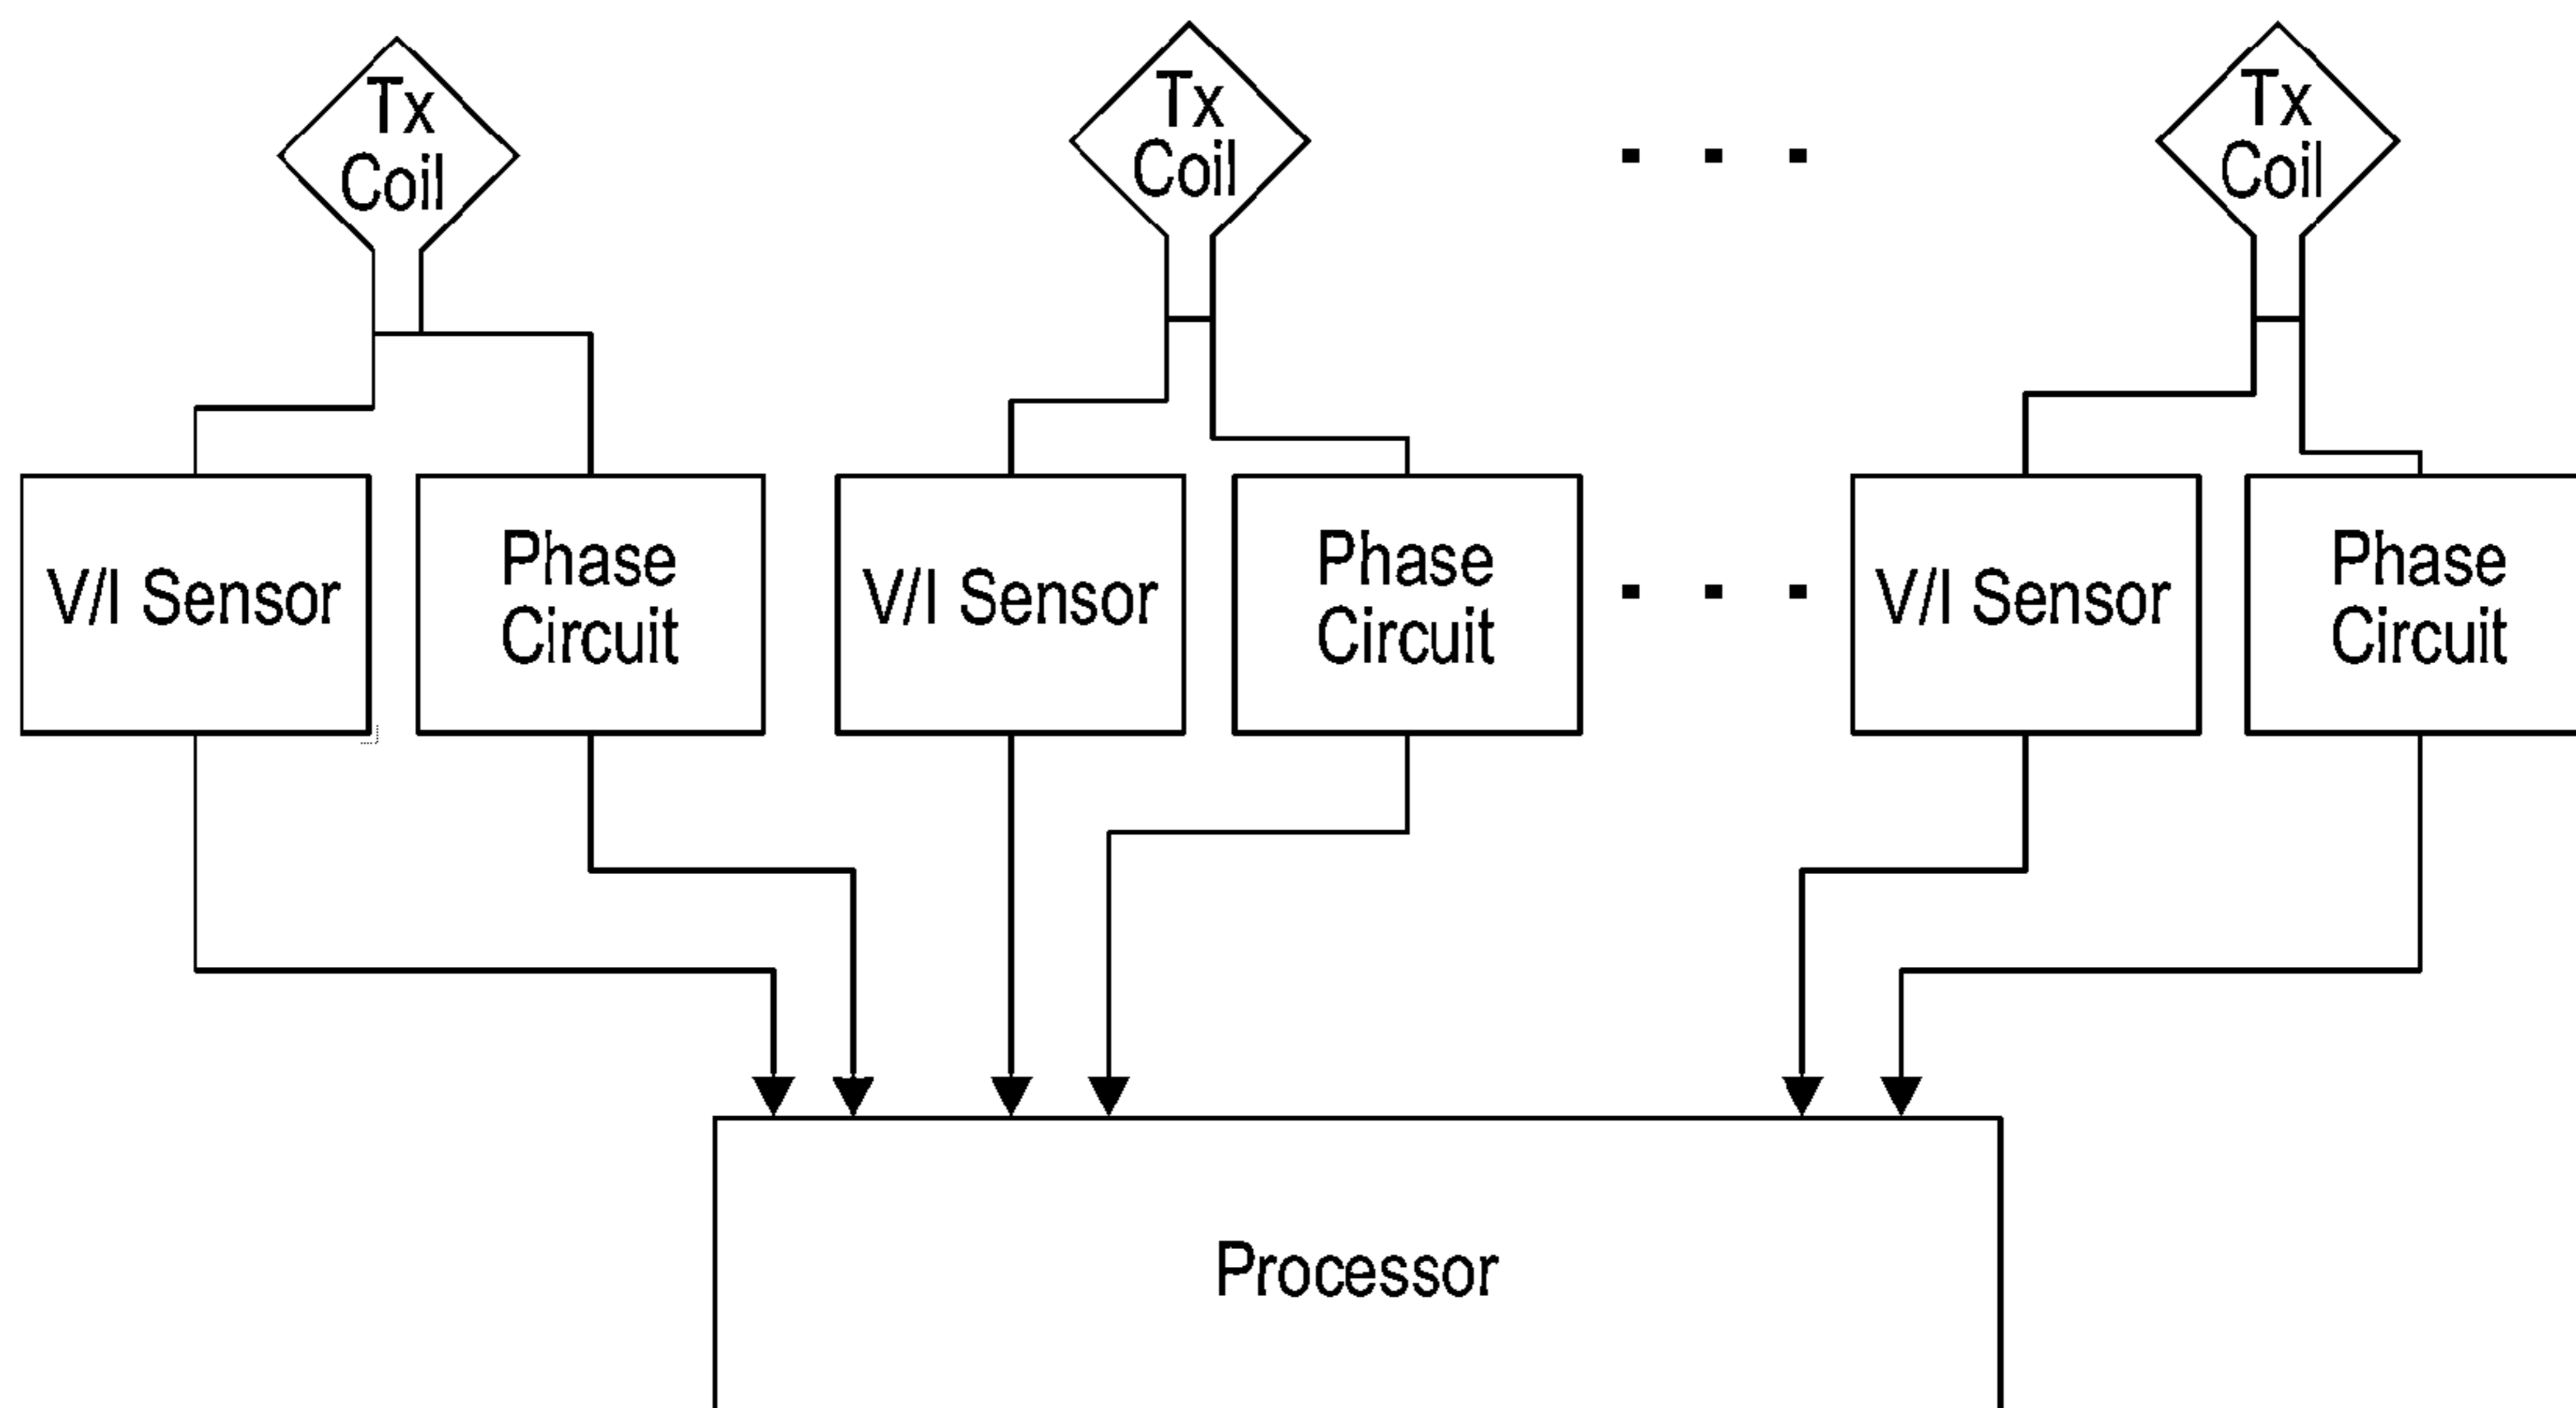 Tx
Coil
Tx
Coil
. . .
Tx
Coil
V/I Sensor
Phase
Circuit
V/I Sensor
Phase
Circuit
. . .
V/I Sensor
Phase
Circuit
Processor